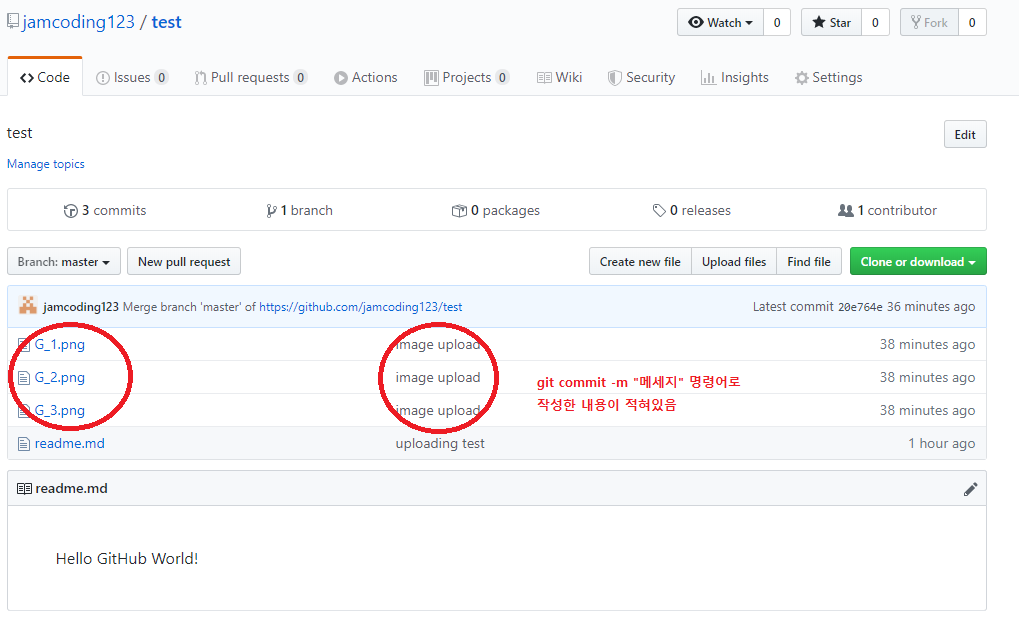 jamcoding123 / test
Watch 0 Star 0 Fork 0
Code Issues 0 Pull requests 0 Actions Projects 0 Wiki Security Insights Settings
test
Edit
Manage topics
3 commits 1 branch 0 packages 0 releases 1 contributor
Branch: master New pull request Create new file Upload files Find file Clone or download
jamcoding123 Merge branch 'master' of https://github.com/jamcoding123/test Latest commit 20e764e 36 minutes ago
G_1.png image upload 38 minutes ago
G_2.png image upload 38 minutes ago
git commit -m "메세지" 명령어로
작성한 내용이 적혀있음
G_3.png image upload 38 minutes ago
readme.md uploading test 1 hour ago
readme.md
Hello GitHub World!